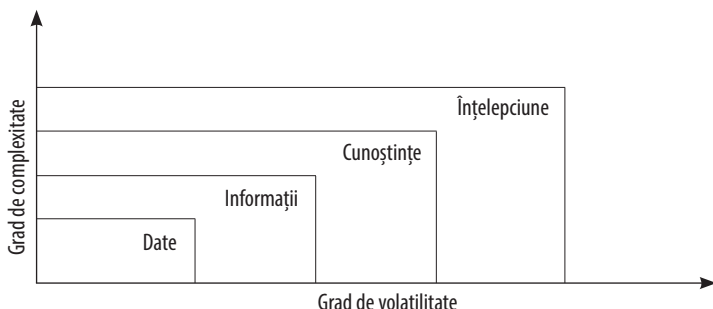 Înțelepciune
Cunoștințe
Informații
Date
Grad de complexitate
Grad de volatilitate